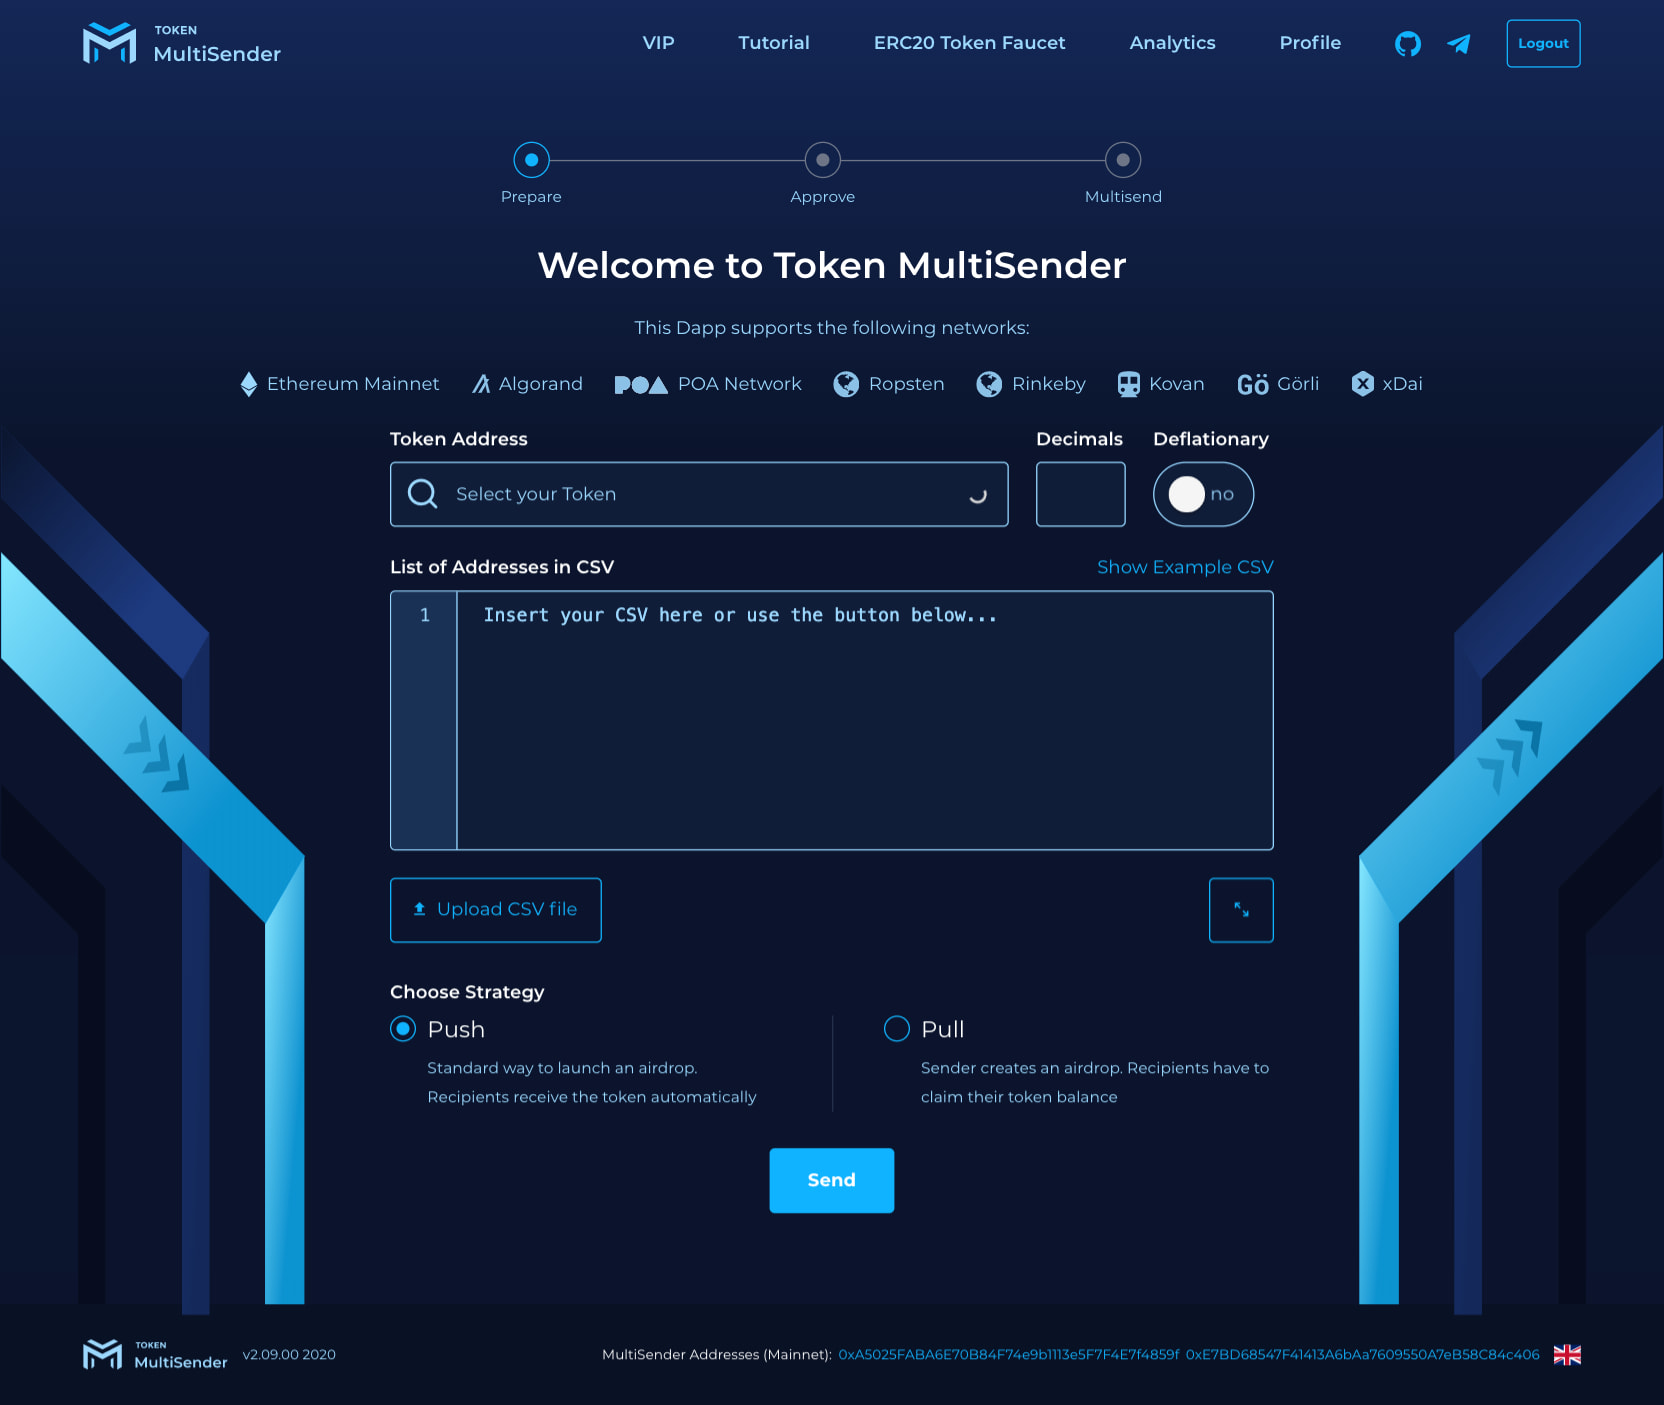 TOKEN
MultiSender
VIP
Tutorial
ERC20 Token Faucet
Analytics
Profile
Logout
Prepare
Approve
Multisend
Welcome to Token MultiSender
This Dapp supports the following networks:
Ethereum Mainnet
Algorand
POA
POA Network
Ropsten
Rinkeby
Kovan
Gö
Görli
xDai
Token Address
Decimals
Deflationary
Select your Token
no
List of Addresses in CSV
Show Example CSV
1
Insert your CSV here or use the button below...
Upload CSV file
Choose Strategy
Push
Standard way to launch an airdrop.
Recipients receive the token automatically
Pull
Sender creates an airdrop. Recipients have to
claim their token balance
Send
TOKEN
MultiSender
v2.09.00 2020
MultiSender Addresses (Mainnet): 0xA5025FABA6E70B84F74e9b1113e5F7F4E7f4859f 0xE7BD68547F41413A6bAa7609550A7eB58C84c406